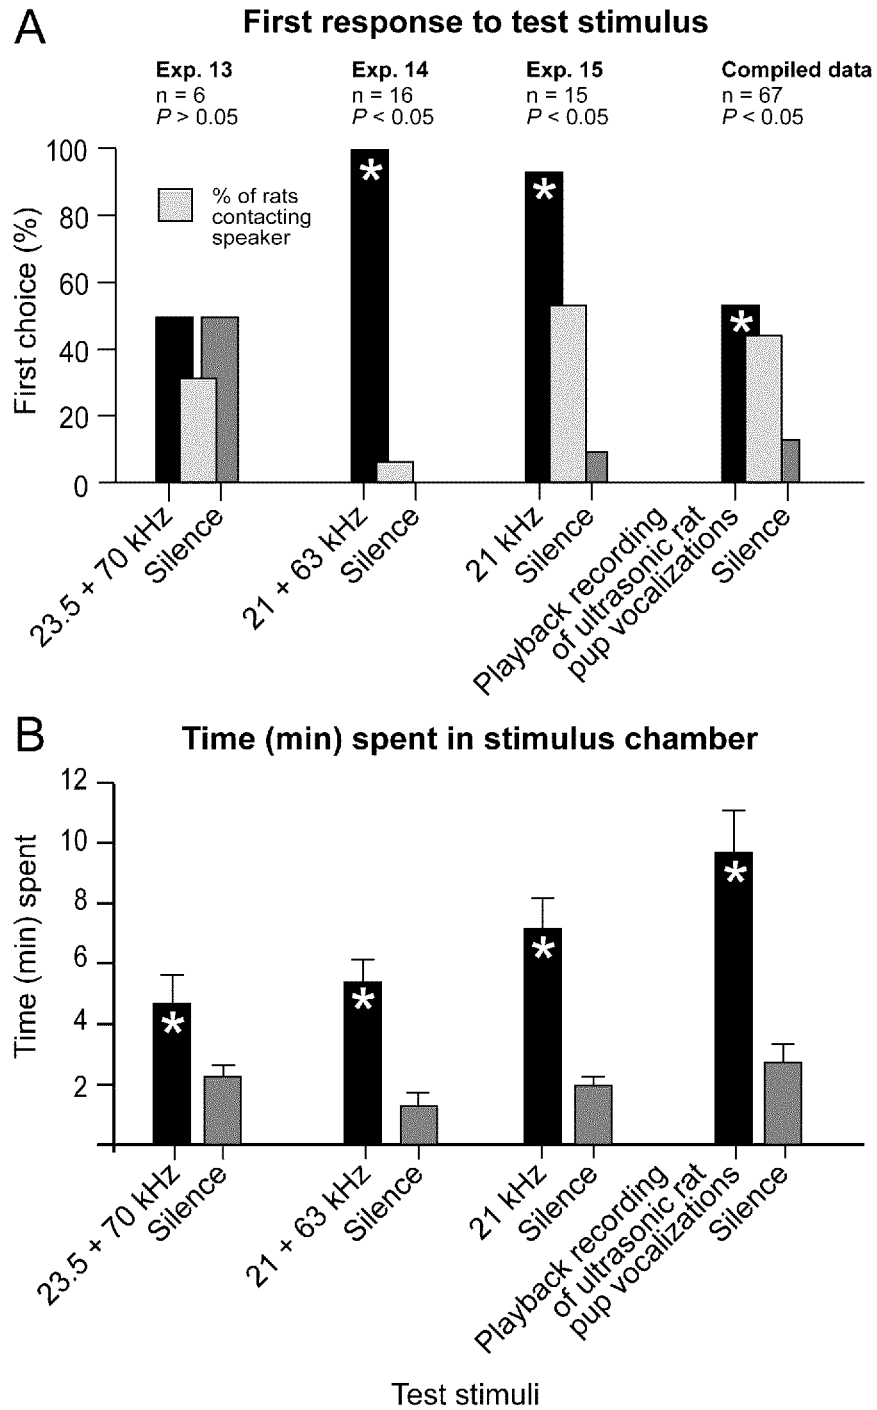 A
First response to test stimulus
Exp. 13
n = 6
P > 0.05
Exp. 14
n = 16
P < 0.05
Exp. 15
n = 15
P < 0.05
Compiled data
n = 67
P < 0.05
First choice (%)
100
80
60
40
20
0
% of rats
contacting
speaker
*
*
*
23.5 + 70 kHz
Silence
21 + 63 kHz
Silence
21 kHz
Silence
Playback recording
of ultrasonic rat
pup vocalizations
Silence
B
Time (min) spent in stimulus chamber
Time (min) spent
12
10
8
6
4
2
*
*
*
*
23.5 + 70 kHz
Silence
21 + 63 kHz
Silence
21 kHz
Silence
Playback recording
of ultrasonic rat
pup vocalizations
Silence
Test stimuli